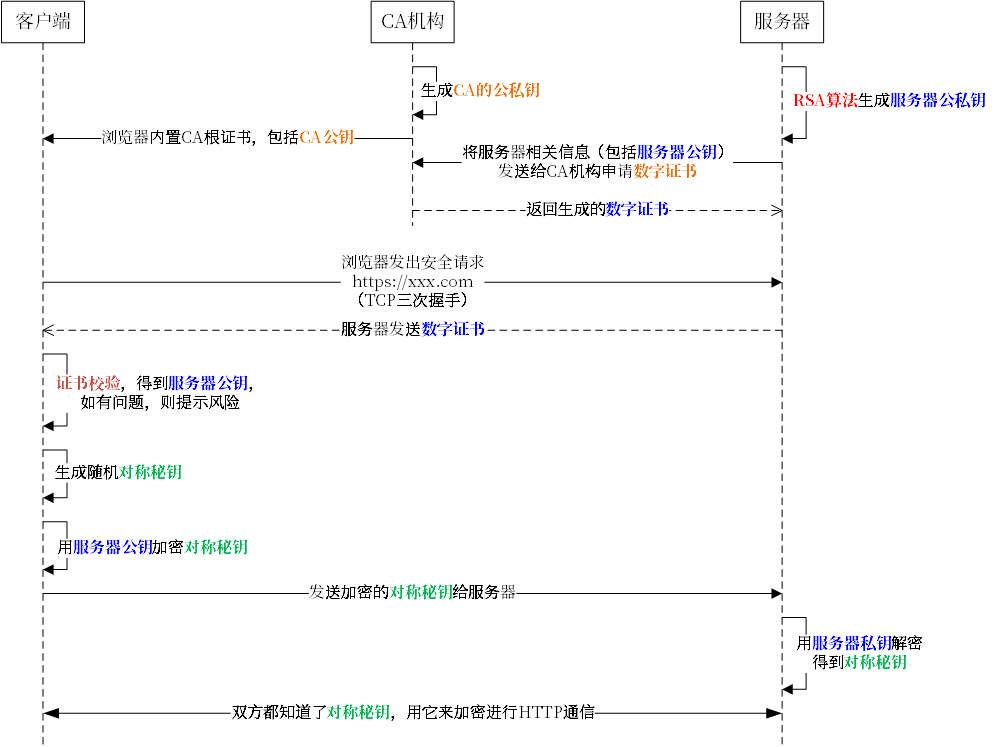 客户端
CA机构
服务器
生成CA的公私钥
RSA算法生成服务器公私钥
浏览器内置CA根证书，包括CA公钥
将服务器相关信息（包括服务器公钥）
发送给CA机构申请数字证书
返回生成的数字证书
浏览器发出安全请求
https://xxx.com
（TCP三次握手）
服务器发送数字证书
证书校验，得到服务器公钥，
如有问题，则提示风险
生成随机对称秘钥
用服务器公钥加密对称秘钥
发送加密的对称秘钥给服务器
用服务器私钥解密
得到对称秘钥
双方都知道了对称秘钥，用它来加密进行HTTP通信